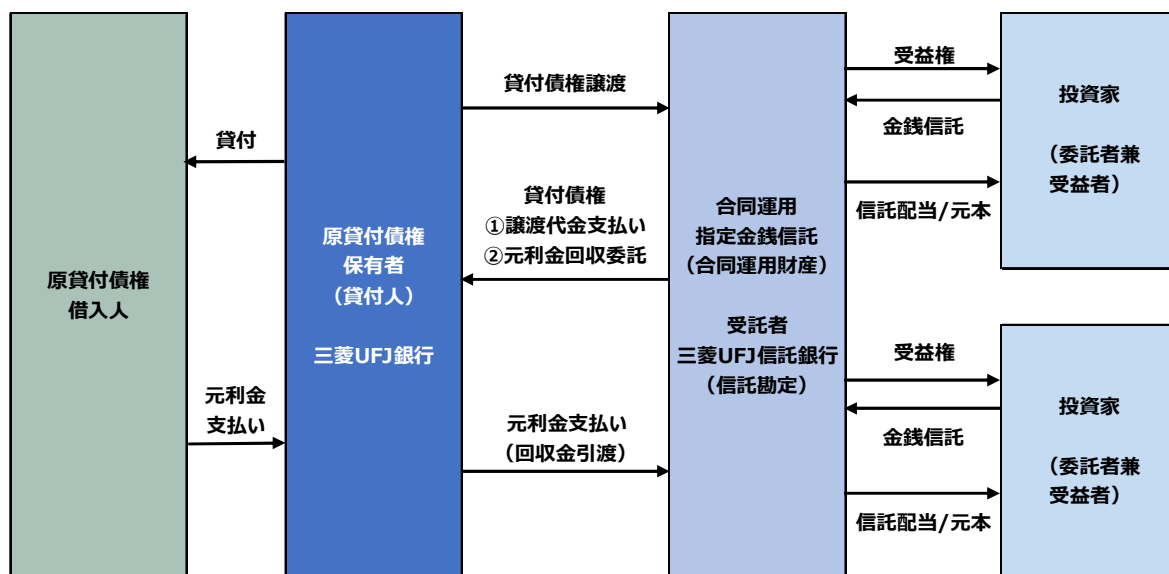 原貸付債権
借入人
貸付
元利金
支払い
原貸付債権
保有者
（貸付人）
三菱UFJ銀行
貸付債権譲渡
貸付債権
①譲渡代金支払い
②元利金回収委託
元利金支払い
（回収金引渡）
合同運用
指定金銭信託
（合同運用財産）
受託者
三菱UFJ信託銀行
（信託勘定）
受益権
金銭信託
信託配当/元本
投資家
（委託者兼
受益者）
受益権
金銭信託
信託配当/元本
投資家
（委託者兼
受益者）